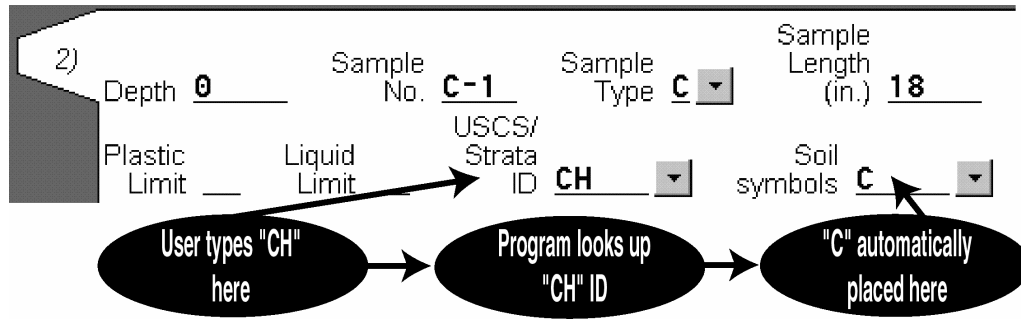 2)
Depth 0
Sample
No. C-1
Sample
Type C
Sample
Length
(in.) 18
Plastic
Limit
Liquid
Limit
USCS/
Strata
ID CH
Soil
symbols C
User types "CH"
here
Program looks up
"CH" ID
"C" automatically
placed here